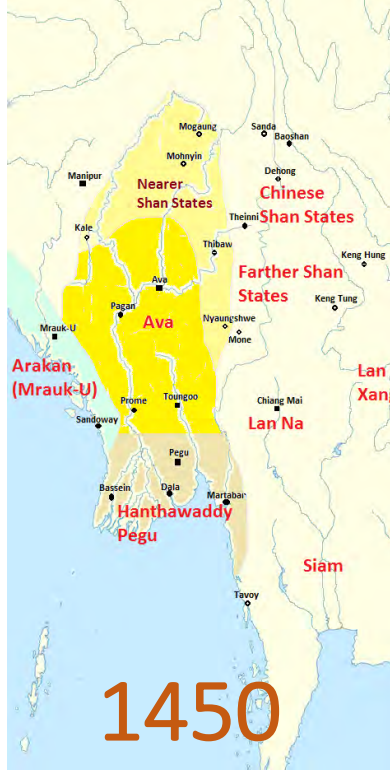 Mogaung
Sanda
Baoshan
Mohnyin
Manipur
Dehong
Nearer
Shan States
Chinese
Shan States
Theinni
Kale
Thibaw
Keng Hung
Farther Shan
States
Ava
Keng Tung
Pagan
Ava
Nyaungshwe
Mone
Mrauk-U
Arakan
(Mrauk-U)
Lan
Xan
Prome
Toungoo
Chiang Mai
Sandoway
Lan Na
Pegu
Bassein
Dala
Martaban
Hanthawaddy
Pegu
Siam
Tavoy
1450